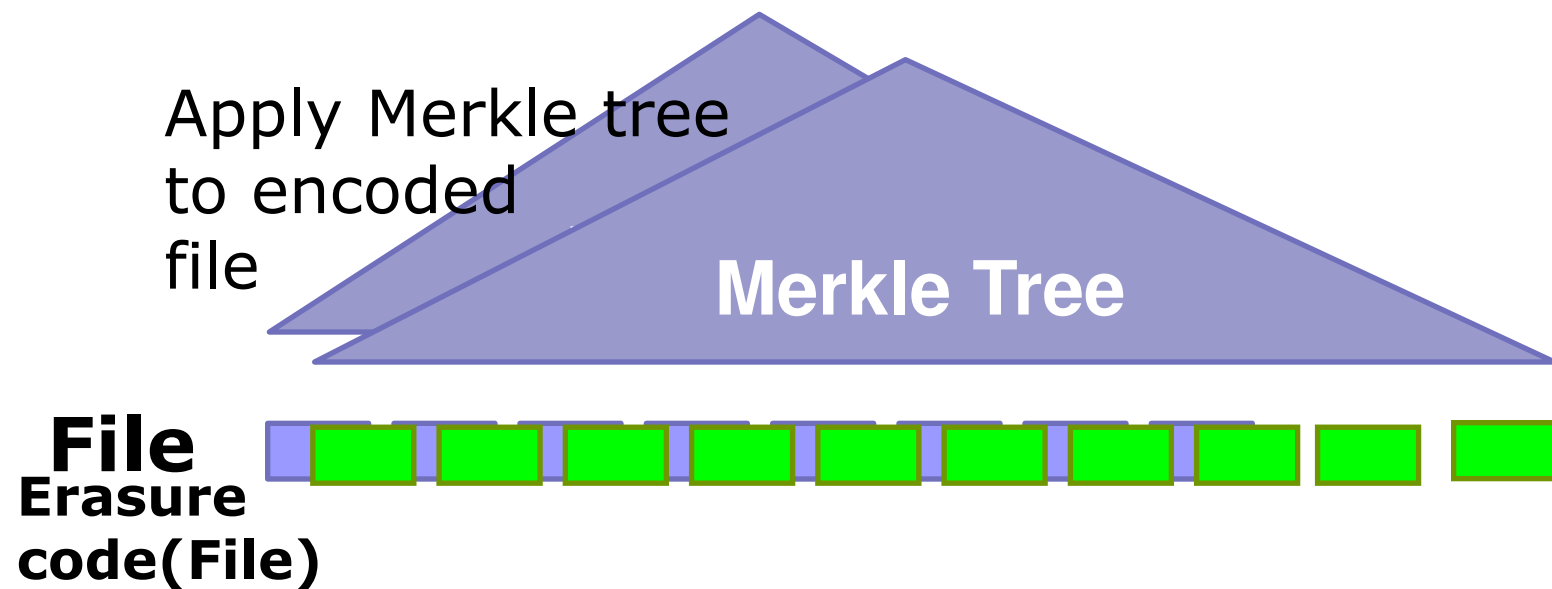 Apply Merkle tree
to encoded
file
Merkle Tree
File
Erasure
code(File)